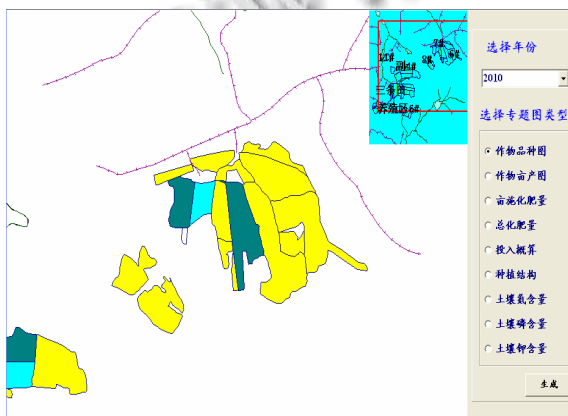 选择年份
2010
选择专题图类型
作物品种图
作物亩产图
亩施化肥量
总化肥量
投入概算
种植结构
土壤氮含量
土壤磷含量
土壤钾含量
生成